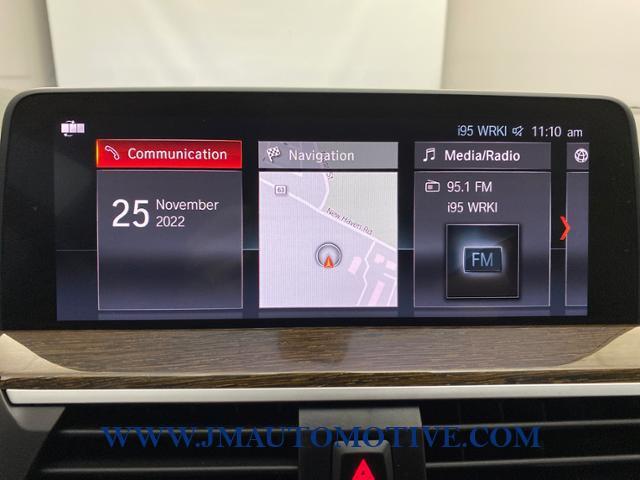 i95 WRKI 11:10 am
Communication
Navigation
Media/Radio
25
November
2022
63
New Haven Rd.
95.1 FM
i95 WRKI
FM
WWW.JMAUTOMOTIVE.COM